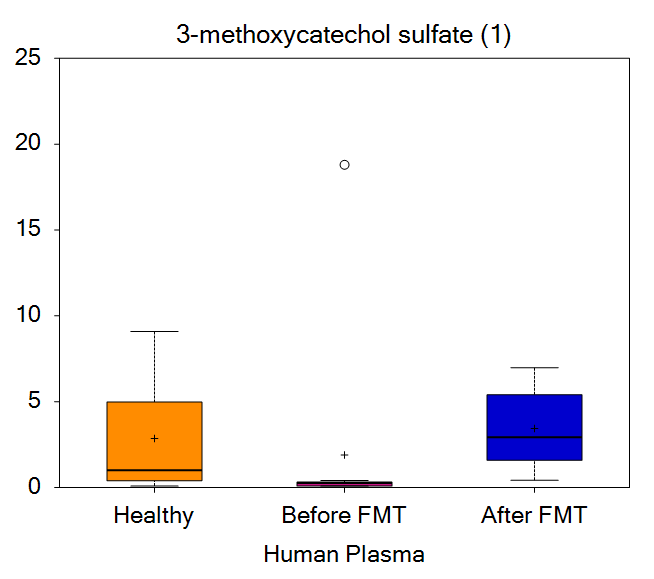 3-methoxycatechol sulfate (1)
25
20
15
10
5
0
Healthy Before FMT After FMT
Human Plasma